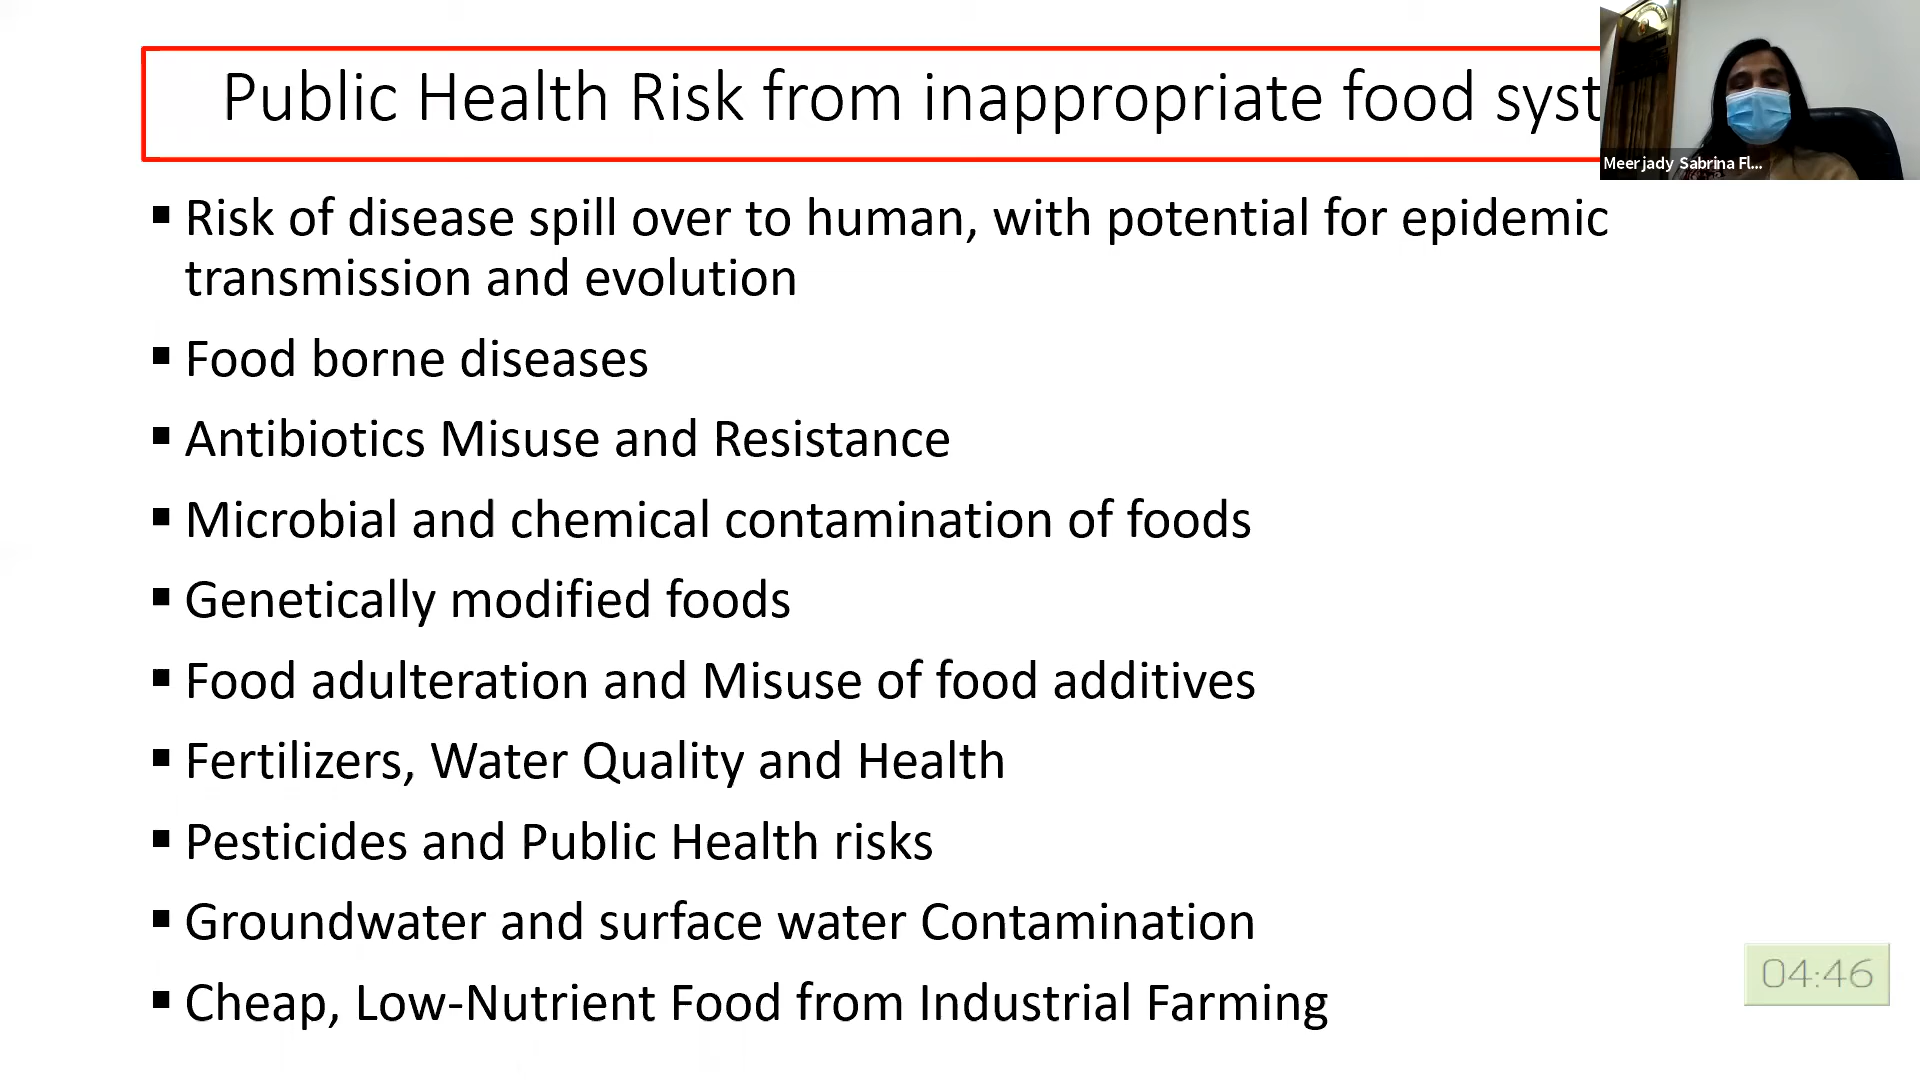 Public Health Risk from inappropriate food syst
Meerjady Sabrina Fl...
▪ Risk of disease spill over to human, with potential for epidemic
transmission and evolution
▪ Food borne diseases
▪ Antibiotics Misuse and Resistance
▪ Microbial and chemical contamination of foods
▪ Genetically modified foods
▪ Food adulteration and Misuse of food additives
▪ Fertilizers, Water Quality and Health
▪ Pesticides and Public Health risks
▪ Groundwater and surface water Contamination
▪ Cheap, Low-Nutrient Food from Industrial Farming
04:46